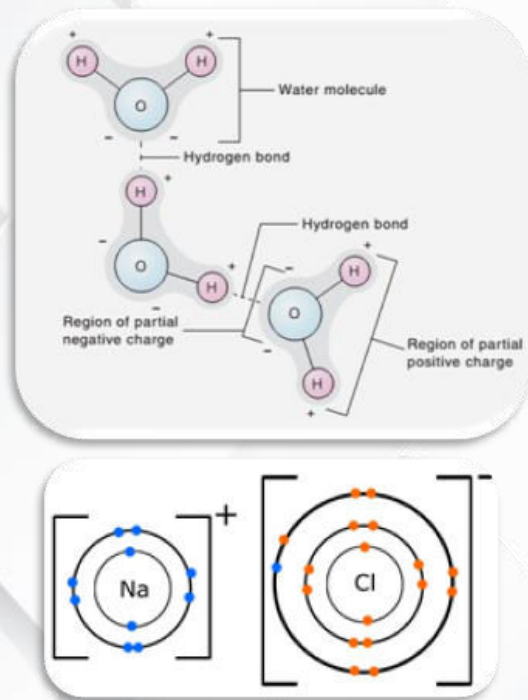 + +
H H
O
Water molecule
− −
Hydrogen bond
H +
Hydrogen bond
−
O
+
H
−
−
+
H
O
−
Region of partial
negative charge
Region of partial
positive charge
H
+
Na
+
Cl
−